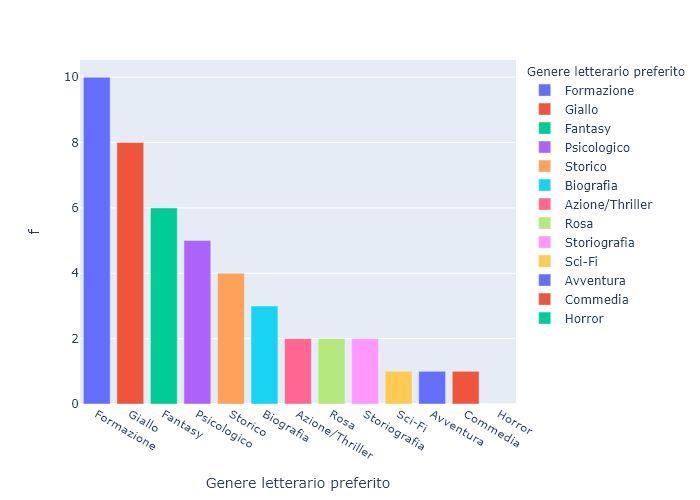 Genere letterario preferito
Formazione
Giallo
Fantasy
Psicologico
Storico
Biografia
Azione/Thriller
Rosa
Storiografia
Sci-Fi
Avventura
Commedia
Horror
f
10
8
6
4
2
0
Formazione
Giallo
Fantasy
Psicologico
Storico
Biografia
Azione/Thriller
Rosa
Storiografia
Sci-Fi
Avventura
Commedia
Horror
Genere letterario preferito